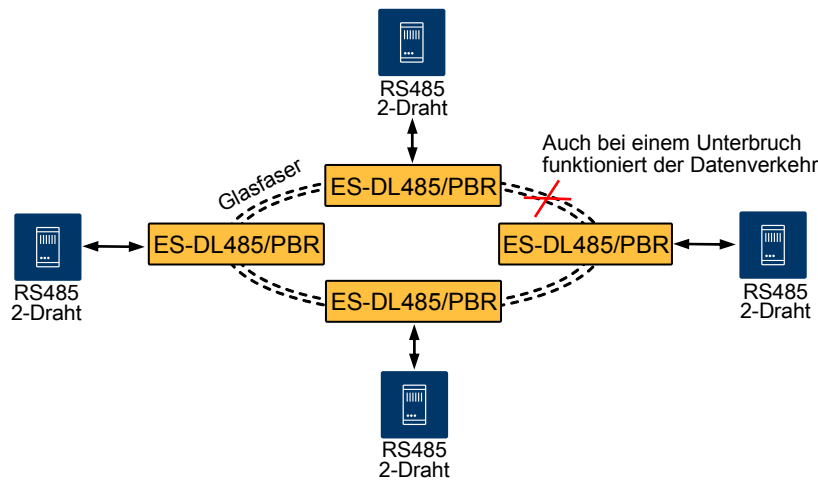 RS485
2-Draht
Auch bei einem Unterbruch
funktioniert der Datenverkehr
Glasfaser
ES-DL485/PBR
ES-DL485/PBR
ES-DL485/PBR
RS485
2-Draht
RS485
2-Draht
ES-DL485/PBR
RS485
2-Draht